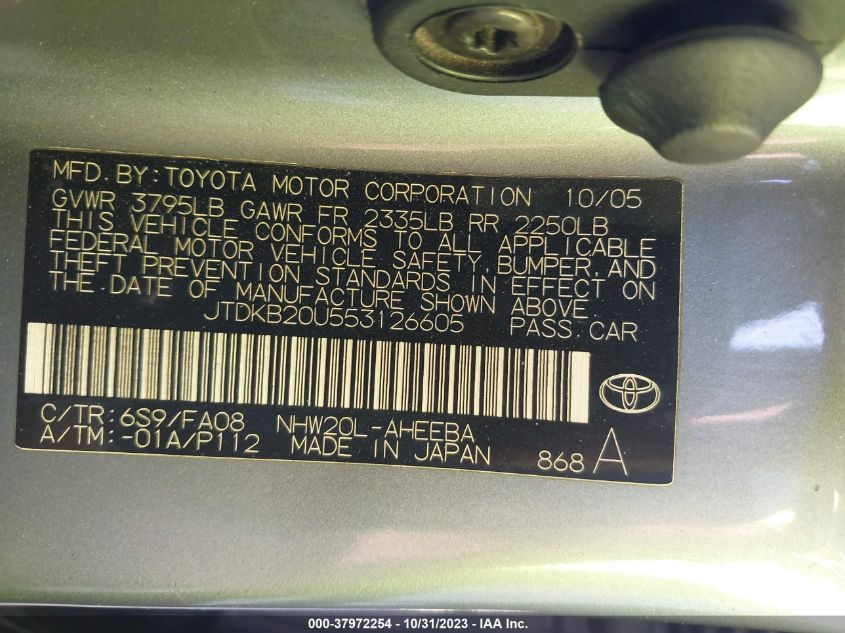 MFD. BY: TOYOTA MOTOR CORPORATION 10/05
GVWR 3795LB GAWR FR 2335LB RR 2250LB
THIS VEHICLE CONFORMS TO ALL APPLICABLE
FEDERAL MOTOR VEHICLE SAFETY, BUMPER, AND
THEFT PREVENTION STANDARDS IN EFFECT ON
THE DATE OF MANUFACTURE SHOWN ABOVE.
JTDKB20U553126605 PASS. CAR
C/TR: 6S9/FA08 NHW20L-AHEEBA
A/TM: -01A/P112 MADE IN JAPAN 868 A
000-37972254 - 10/31/2023 - IAA Inc.